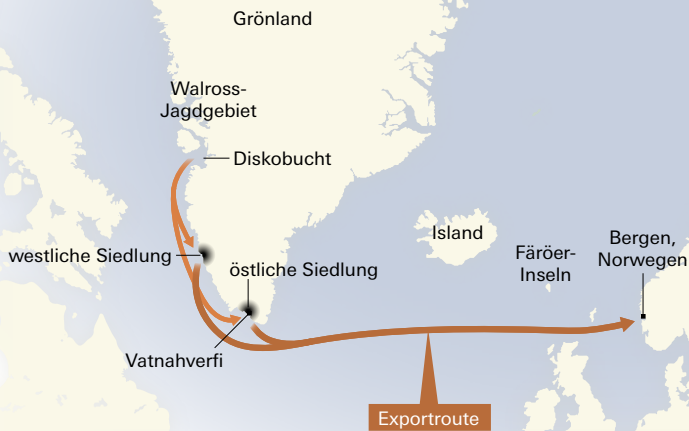 Grönland
Walross-
Jagdgebiet
Diskobucht
Island
Bergen,
Norwegen
Färöer-
Inseln
westliche Siedlung
östliche Siedlung
Vatnahverfi
Exportroute